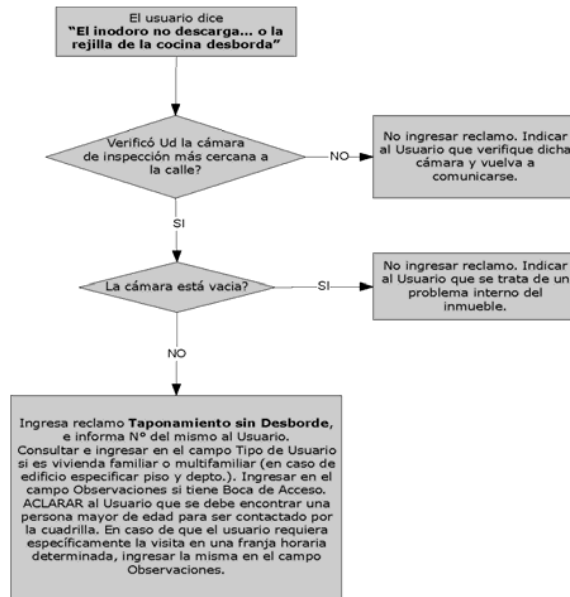 El usuario dice
“El inodoro no descarga... o la
rejilla de la cocina desborda”
Verificó Ud la cámara
de inspección más cercana a
la calle?
NO
No ingresar reclamo. Indicar
al Usuario que verifique dicha
cámara y vuelva a
comunicarse.
SI
La cámara está vacia?
SI
No ingresar reclamo. Indicar
al Usuario que se trata de un
problema interno del
inmueble.
NO
Ingresa reclamo Taponamiento sin Desborde,
e informa N° del mismo al Usuario.
Consultar e ingresar en el campo Tipo de Usuario
si es vivienda familiar o multifamiliar (en caso de
edificio especificar piso y depto.). Ingresar en el
campo Observaciones si tiene Boca de Acceso.
ACLARAR al Usuario que se debe encontrar una
persona mayor de edad para ser contactado por
la cuadrilla. En caso de que el usuario requiera
específicamente la visita en una franja horaria
determinada, ingresar la misma en el campo
Observaciones.